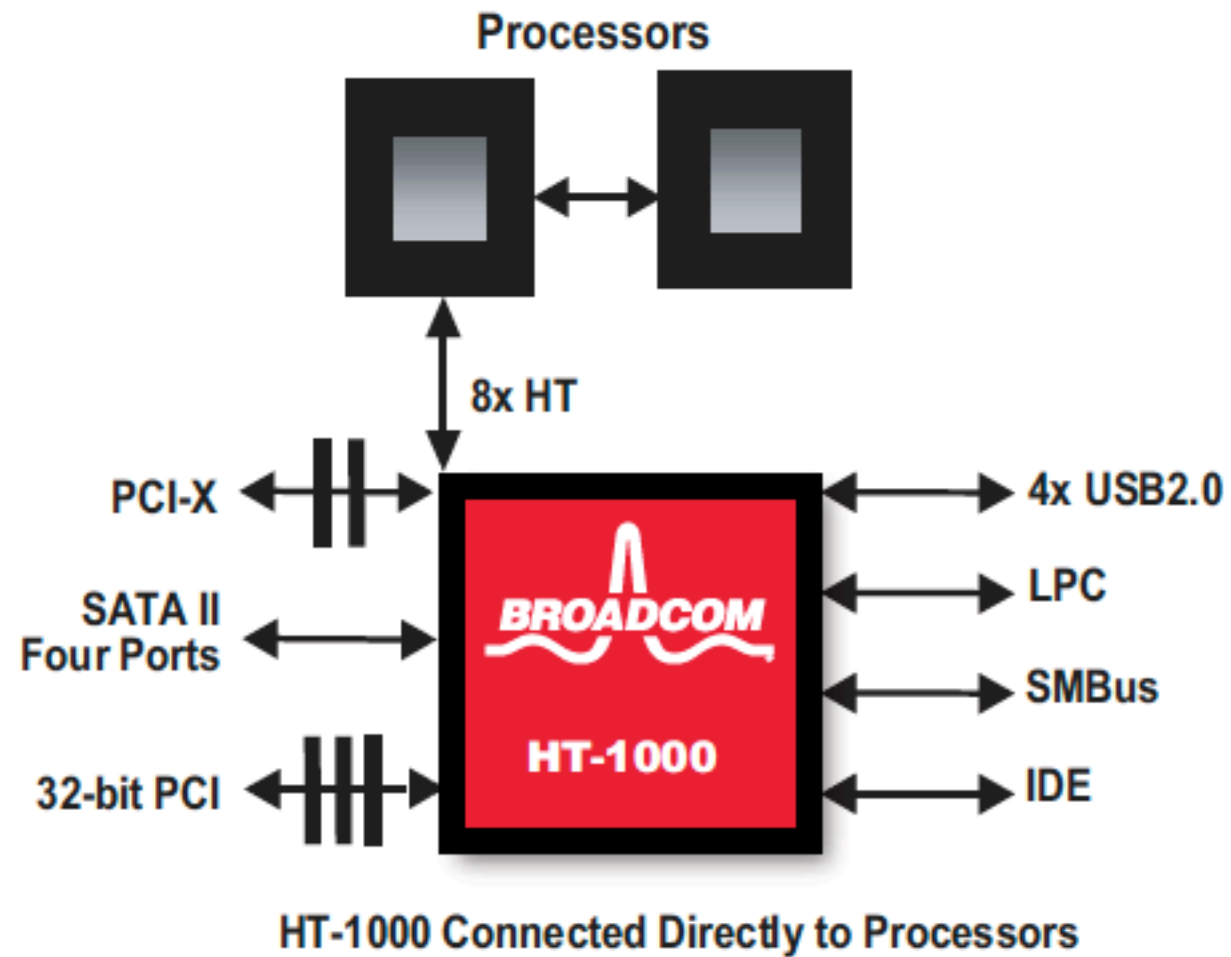 Processors
8x HT
PCI-X
4x USB2.0
SATA II
Four Ports
LPC
SMBus
32-bit PCI
IDE
BROADCOM
HT-1000
HT-1000 Connected Directly to Processors